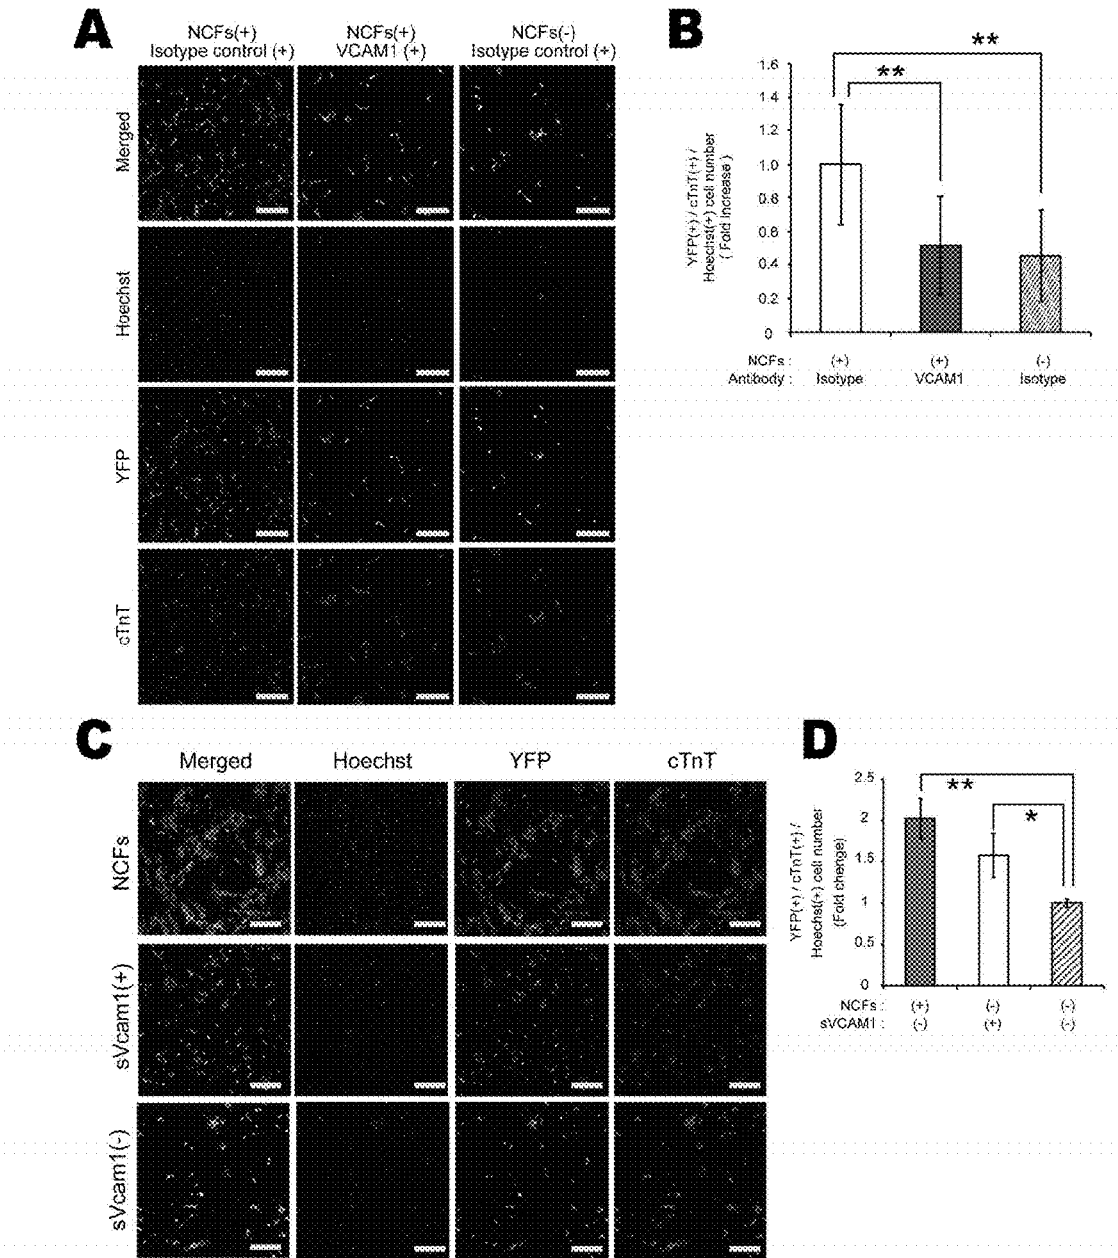 A
NCFs(+)
Isotype control (+)
NCFs(+)
VCAM1 (+)
NCFs(-)
Isotype control (+)
Merged
Hoechst
YFP
cTnT
B
**
**
YFP(+) / cTnT(+) /
Hoechst(+) cell number
( Fold increase )
1.6
1.4
1.2
1.0
0.8
0.6
0.4
0.2
0
NCFs : (+) (+) (-)
Antibody : Isotype VCAM1 Isotype
C
Merged Hoechst YFP cTnT
NCFs
sVcam1(+)
sVcam1(-)
D
**
*
YFP(+) / cTnT(+) /
Hoechst(+) cell number
(Fold change)
2.5
2
1.5
1
0.5
0
NCFs : (+) (-) (-)
sVCAM1 : (-) (+) (-)